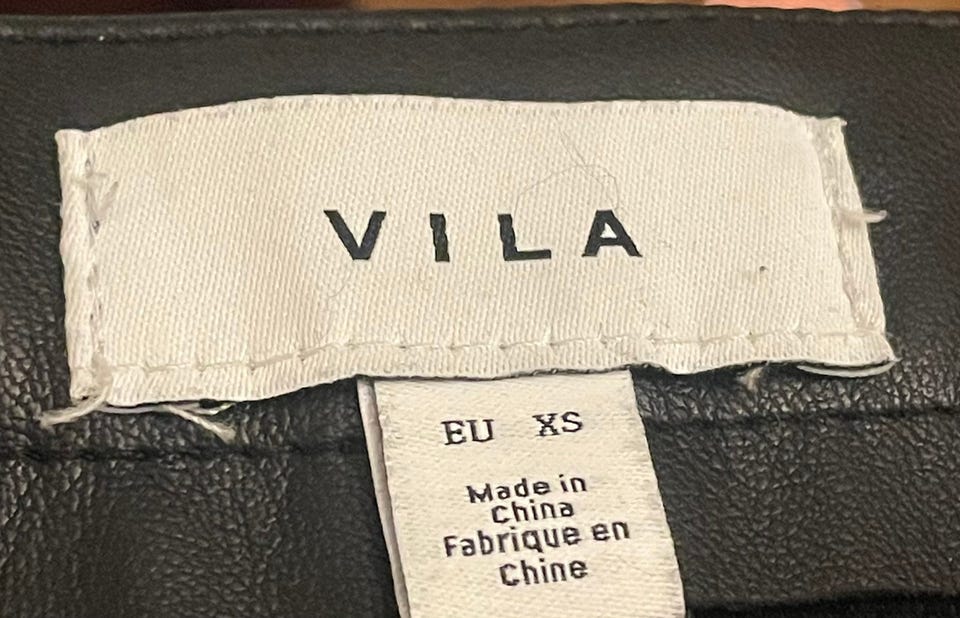 VILA
EU XS
Made in
China
Fabrique en
Chine